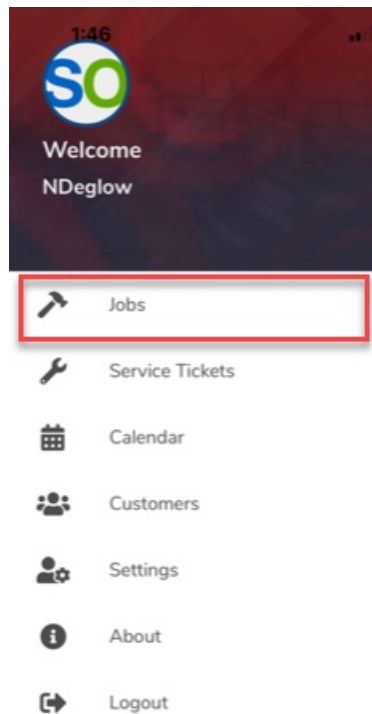 1:46
SO
Welcome
NDeglow
Jobs
Service Tickets
Calendar
Customers
Settings
About
Logout